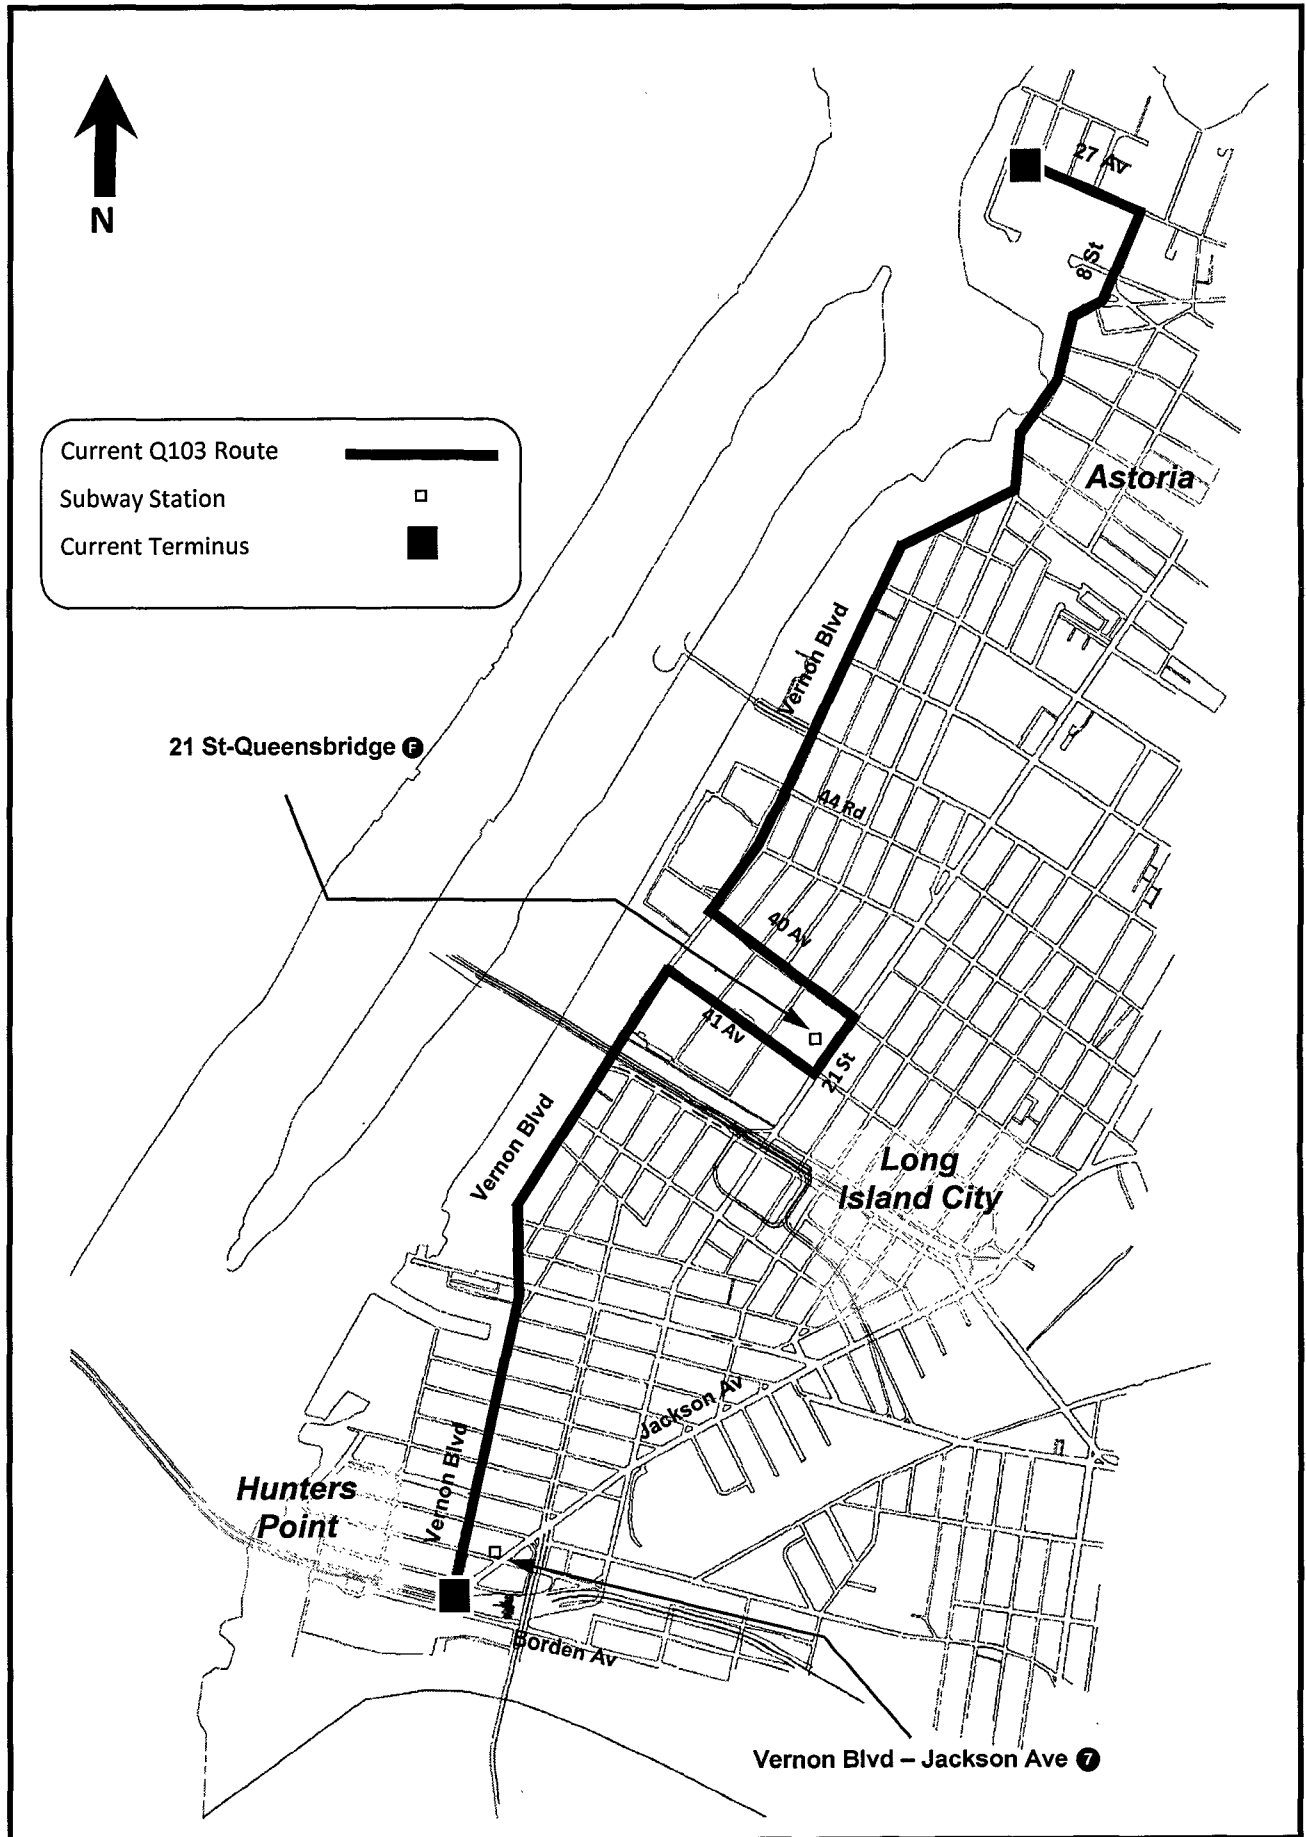 27 Av
N
8 St
Current Q103 Route
Subway Station
Current Terminus
Astoria
Vernon Blvd
21 St-Queensbridge F
44 Rd
40 Av
41 Av
21 St
Vernon Blvd
Long
Island City
Jackson Av
Vernon Blvd
Hunters
Point
Borden Av
Vernon Blvd – Jackson Ave 7